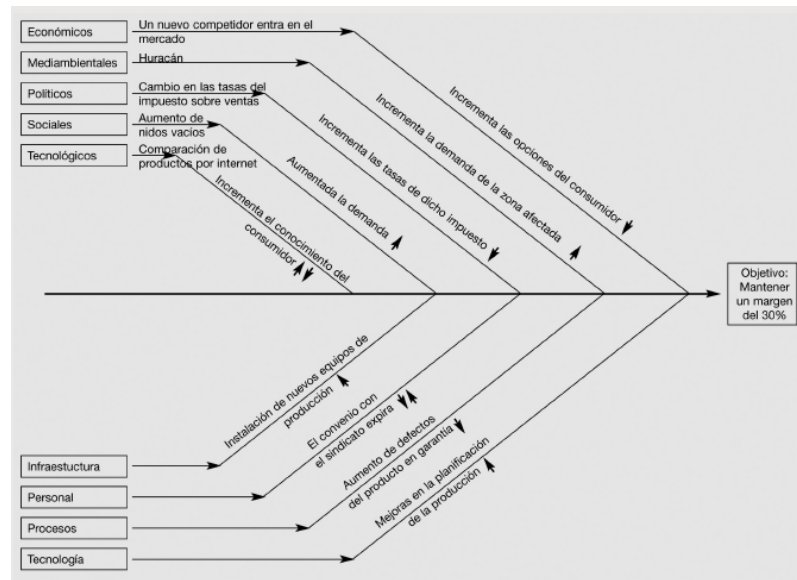 Económicos
Un nuevo competidor entra en el
mercado
Mediambientales
Huracán
Políticos
Cambio en las tasas del
impuesto sobre ventas
Sociales
Aumento de
nidos vacíos
Tecnológicos
Comparación de
productos por internet
Incrementa el conocimiento del
consumidor
Aumentada la demanda
Incrementa las tasas de dicho impuesto
Incrementa la demanda de la zona afectada
Incrementa las opciones del consumidor
Objetivo:
Mantener
un margen
del 30%
Instalación de nuevos equipos de
producción
El convenio con
el sindicato expira
Aumento de defectos
del producto en garantía
Mejoras en la planificación
de la producción
Infraestuctura
Personal
Procesos
Tecnología